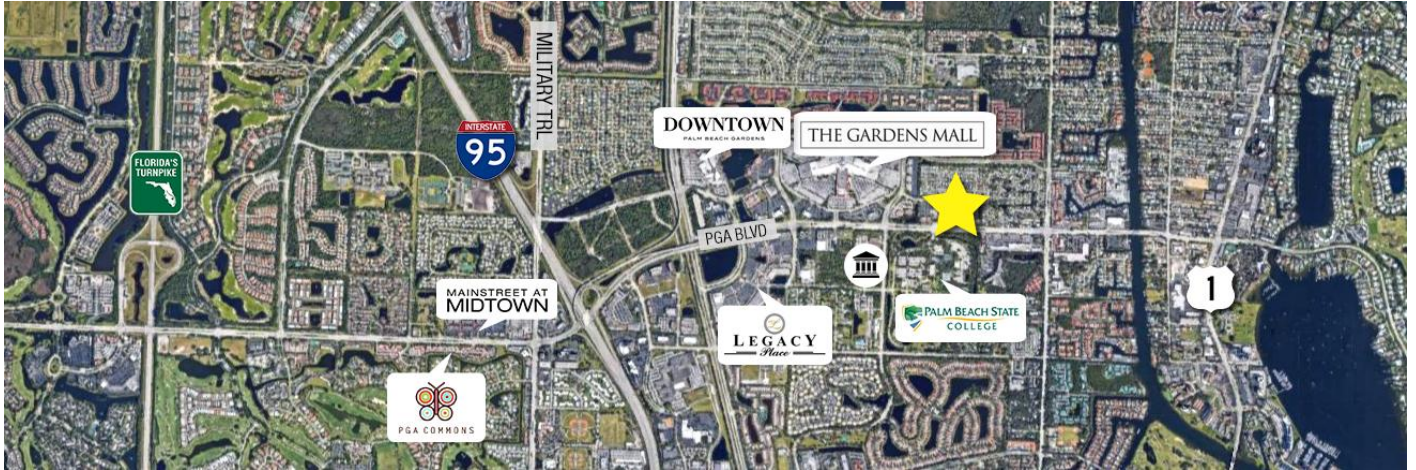 MILITARY TRL
INTERSTATE
95
DOWNTOWN
PALM BEACH GARDENS
THE GARDENS MALL
FLORIDA'S
TURNPIKE
PGA BLVD
MAINSTREET AT
MIDTOWN
1
LEGACY
Place
PALM BEACH STATE
COLLEGE
PGA COMMONS